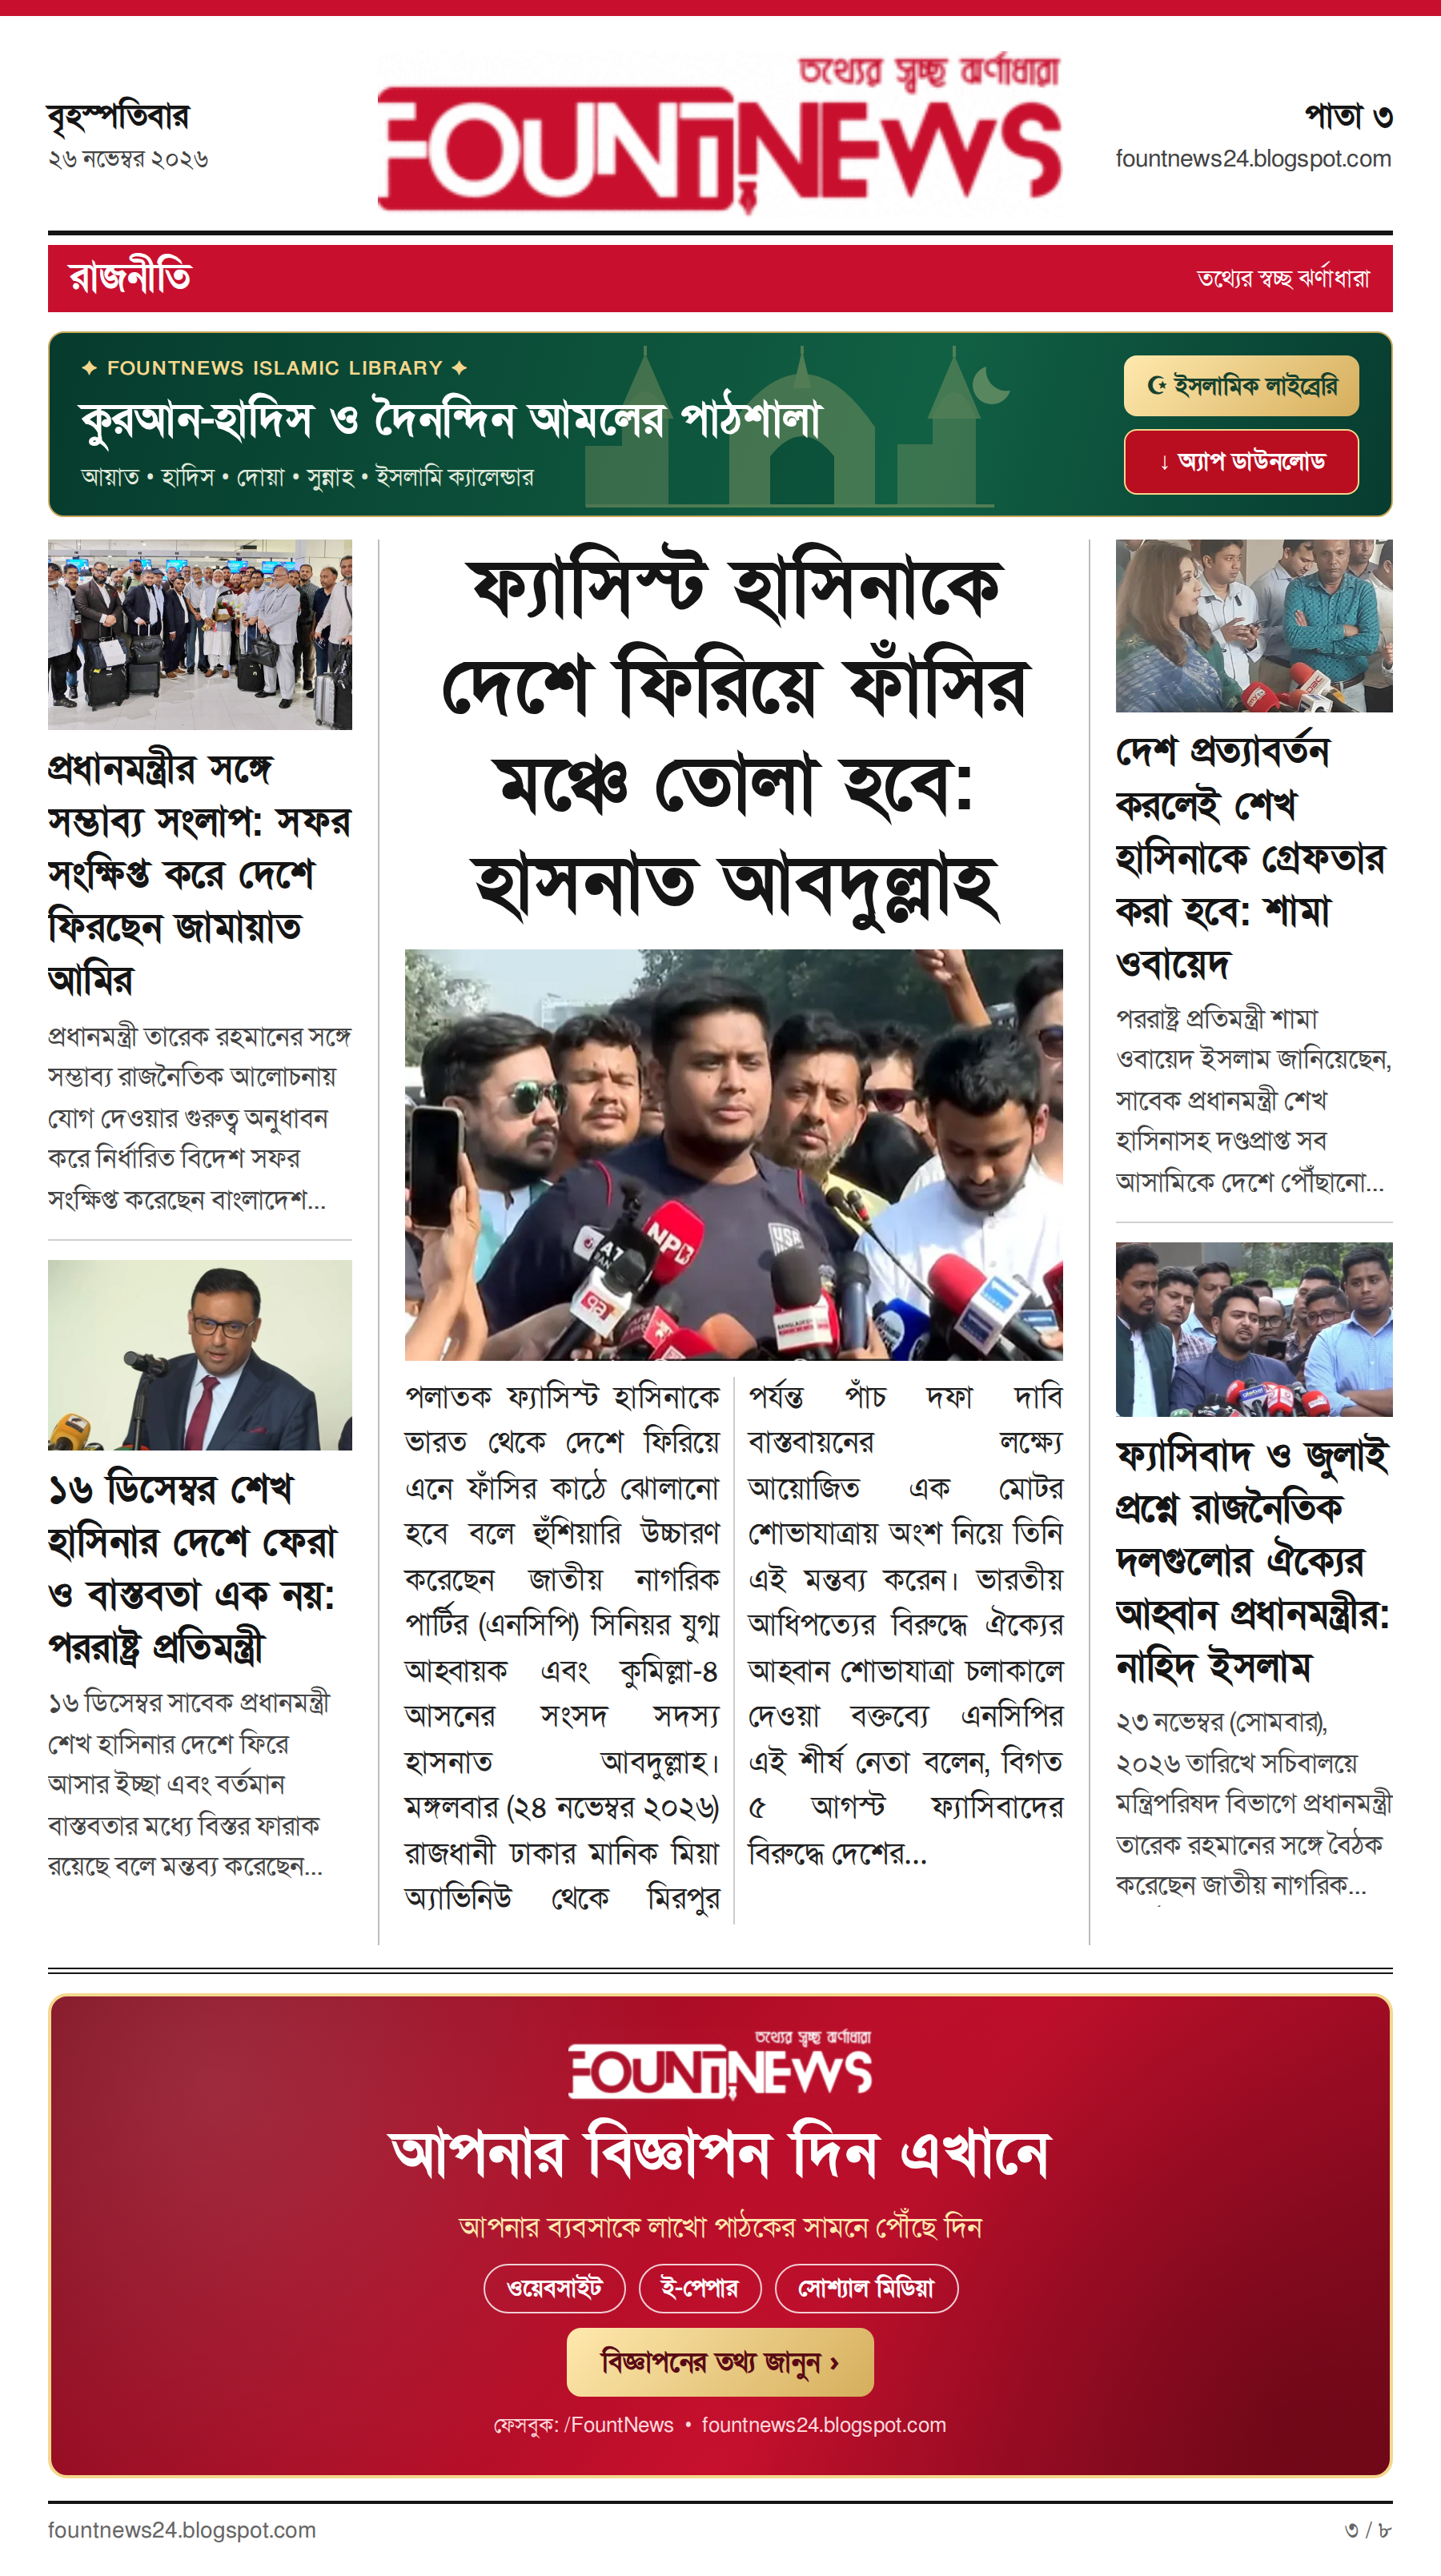 বৃহস্পতিবার
২৬ নভেম্বর ২০২৬
তথ্যের স্বচ্ছ ঝর্ণাধারা
FOUNTNEWS
পাতা ৩
fountnews24.blogspot.com
রাজনীতি
তথ্যের স্বচ্ছ ঝর্ণাধারা
✦ FOUNTNEWS ISLAMIC LIBRARY ✦
কুরআন-হাদিস ও দৈনন্দিন আমলের পাঠশালা
আয়াত • হাদিস • দোয়া • সুন্নাহ • ইসলামি ক্যালেন্ডার
☪ ইসলামিক লাইব্রেরি
↓ অ্যাপ ডাউনলোড
প্রধানমন্ত্রীর সঙ্গে
সম্ভাব্য সংলাপ: সফর
সংক্ষিপ্ত করে দেশে
ফিরছেন জামায়াত
আমির
প্রধানমন্ত্রী তারেক রহমানের সঙ্গে
সম্ভাব্য রাজনৈতিক আলোচনায়
যোগ দেওয়ার গুরুত্ব অনুধাবন
করে নির্ধারিত বিদেশ সফর
সংক্ষিপ্ত করেছেন বাংলাদেশ...
১৬ ডিসেম্বর শেখ
হাসিনার দেশে ফেরা
ও বাস্তবতা এক নয়:
পররাষ্ট্র প্রতিমন্ত্রী
১৬ ডিসেম্বর সাবেক প্রধানমন্ত্রী
শেখ হাসিনার দেশে ফিরে
আসার ইচ্ছা এবং বর্তমান
বাস্তবতার মধ্যে বিস্তর ফারাক
রয়েছে বলে মন্তব্য করেছেন...
ফ্যাসিস্ট হাসিনাকে
দেশে ফিরিয়ে ফাঁসির
মঞ্চে তোলা হবে:
হাসনাত আবদুল্লাহ
NPB
পলাতক ফ্যাসিস্ট হাসিনাকে
ভারত থেকে দেশে ফিরিয়ে
এনে ফাঁসির কাঠে ঝোলানো
হবে বলে হুঁশিয়ারি উচ্চারণ
করেছেন জাতীয় নাগরিক
পার্টির (এনসিপি) সিনিয়র যুগ্ম
আহবায়ক এবং কুমিল্লা-৪
আসনের সংসদ সদস্য
হাসনাত আবদুল্লাহ।
মঙ্গলবার (২৪ নভেম্বর ২০২৬)
রাজধানী ঢাকার মানিক মিয়া
অ্যাভিনিউ থেকে মিরপুর
পর্যন্ত পাঁচ দফা দাবি
বাস্তবায়নের লক্ষ্যে
আয়োজিত এক মোটর
শোভাযাত্রায় অংশ নিয়ে তিনি
এই মন্তব্য করেন। ভারতীয়
আধিপত্যের বিরুদ্ধে ঐক্যের
আহবান শোভাযাত্রা চলাকালে
দেওয়া বক্তব্যে এনসিপির
এই শীর্ষ নেতা বলেন, বিগত
৫ আগস্ট ফ্যাসিবাদের
বিরুদ্ধে দেশের...
দেশ প্রত্যাবর্তন
করলেই শেখ
হাসিনাকে গ্রেফতার
করা হবে: শামা
ওবায়েদ
পররাষ্ট্র প্রতিমন্ত্রী শামা
ওবায়েদ ইসলাম জানিয়েছেন,
সাবেক প্রধানমন্ত্রী শেখ
হাসিনাসহ দণ্ডপ্রাপ্ত সব
আসামিকে দেশে পৌঁছানো...
ফ্যাসিবাদ ও জুলাই
প্রশ্নে রাজনৈতিক
দলগুলোর ঐক্যের
আহবান প্রধানমন্ত্রীর:
নাহিদ ইসলাম
২৩ নভেম্বর (সোমবার),
২০২৬ তারিখে সচিবালয়ে
মন্ত্রিপরিষদ বিভাগে প্রধানমন্ত্রী
তারেক রহমানের সঙ্গে বৈঠক
করেছেন জাতীয় নাগরিক...
তথ্যের স্বচ্ছ ঝর্ণাধারা
FOUNTNEWS
আপনার বিজ্ঞাপন দিন এখানে
আপনার ব্যবসাকে লাখো পাঠকের সামনে পৌঁছে দিন
ওয়েবসাইট
ই-পেপার
সোশ্যাল মিডিয়া
বিজ্ঞাপনের তথ্য জানুন ›
ফেসবুক: /FountNews • fountnews24.blogspot.com
fountnews24.blogspot.com
৩ / ৮